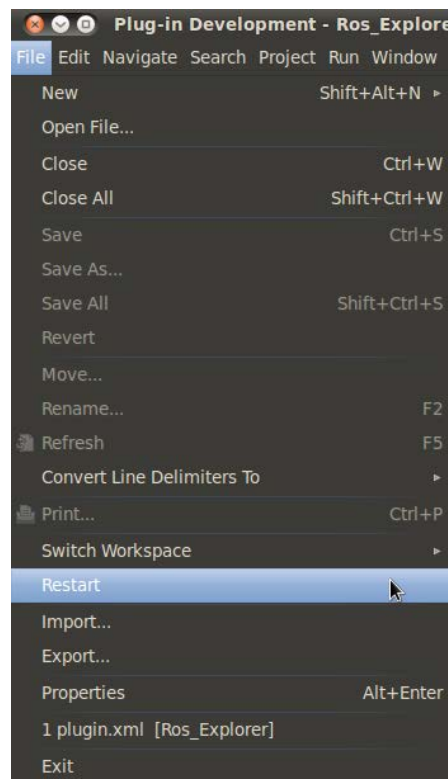 Plug-in Development - Ros_Explore
File Edit Navigate Search Project Run Window
New Shift+Alt+N
Open File...
Close Ctrl+W
Close All Shift+Ctrl+W
Save Ctrl+S
Save As...
Save All Shift+Ctrl+S
Revert
Move...
Rename... F2
Refresh F5
Convert Line Delimiters To
Print... Ctrl+P
Switch Workspace
Restart
Import...
Export...
Properties Alt+Enter
1 plugin.xml [Ros_Explorer]
Exit